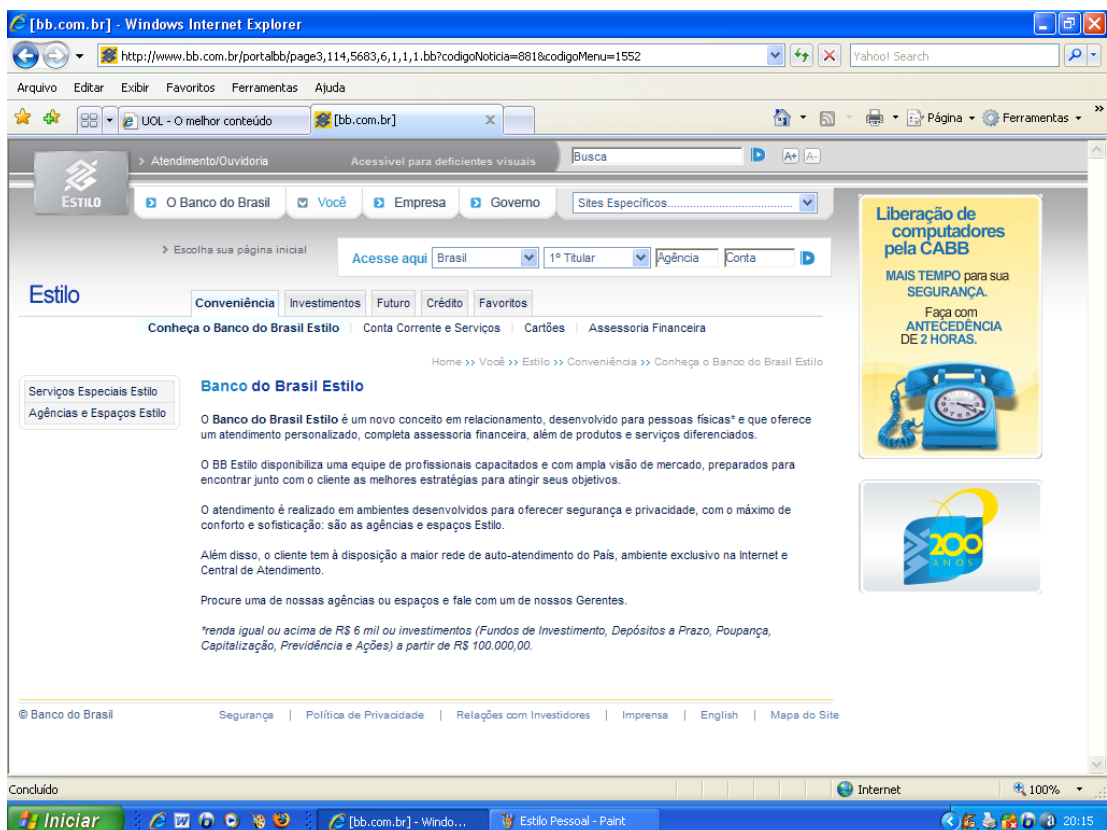 [bb.com.br] - Windows Internet Explorer
http://www.bb.com.br/portalbb/page3,114,5683,6,1,1,1.bb?codigoNoticia=881&codigoMenu=1552
Yahoo! Search
Arquivo Editar Exibir Favoritos Ferramentas Ajuda
UOL - O melhor conteúdo
[bb.com.br]
Página
Ferramentas
ESTILO
> Atendimento/Ouvidoria
Acessível para deficientes visuais
Busca
A+ A-
O Banco do Brasil
Você
Empresa
Governo
Sites Específicos
> Escolha sua página inicial
Acesse aqui
Brasil
1º Titular
Agência
Conta
Estilo
Conveniência Investimentos Futuro Crédito Favoritos
Conheça o Banco do Brasil Estilo | Conta Corrente e Serviços | Cartões | Assessoria Financeira
Home >> Você >> Estilo >> Conveniência >> Conheça o Banco do Brasil Estilo
Serviços Especiais Estilo
Agências e Espaços Estilo
Banco do Brasil Estilo
O Banco do Brasil Estilo é um novo conceito em relacionamento, desenvolvido para pessoas físicas* e que oferece
um atendimento personalizado, completa assessoria financeira, além de produtos e serviços diferenciados.
O BB Estilo disponibiliza uma equipe de profissionais capacitados e com ampla visão de mercado, preparados para
encontrar junto com o cliente as melhores estratégias para atingir seus objetivos.
O atendimento é realizado em ambientes desenvolvidos para oferecer segurança e privacidade, com o máximo de
conforto e sofisticação: são as agências e espaços Estilo.
Além disso, o cliente tem à disposição a maior rede de auto-atendimento do País, ambiente exclusivo na Internet e
Central de Atendimento.
Procure uma de nossas agências ou espaços e fale com um de nossos Gerentes.
*renda igual ou acima de R$ 6 mil ou investimentos (Fundos de Investimento, Depósitos a Prazo, Poupança,
Capitalização, Previdência e Ações) a partir de R$ 100.000,00.
Liberação de
computadores
pela CABB
MAIS TEMPO para sua
SEGURANÇA.
Faça com
ANTECEDÊNCIA
DE 2 HORAS.
200
ANOS
© Banco do Brasil
Segurança | Política de Privacidade | Relações com Investidores | Imprensa | English | Mapa do Site
Concluído
Internet
100%
Iniciar
[bb.com.br] - Windo...
Estilo Pessoal - Paint
20:15